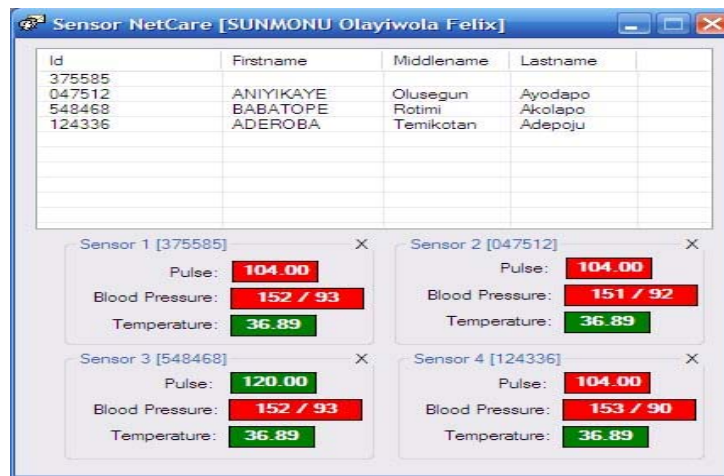 Sensor NetCare [SUNMONU Olayiwola Felix]
Id Firstname Middlename Lastname
375585
047512 ANIYIKAYE Olusegun Ayodapo
548468 BABATOPE Rotimi Akolapo
124336 ADEROBA Temikotan Adepoju
Sensor 1 [375585] X
Pulse: 104.00
Blood Pressure: 152 / 93
Temperature: 36.89
Sensor 2 [047512] X
Pulse: 104.00
Blood Pressure: 151 / 92
Temperature: 36.89
Sensor 3 [548468] X
Pulse: 120.00
Blood Pressure: 152 / 93
Temperature: 36.89
Sensor 4 [124336] X
Pulse: 104.00
Blood Pressure: 153 / 90
Temperature: 36.89